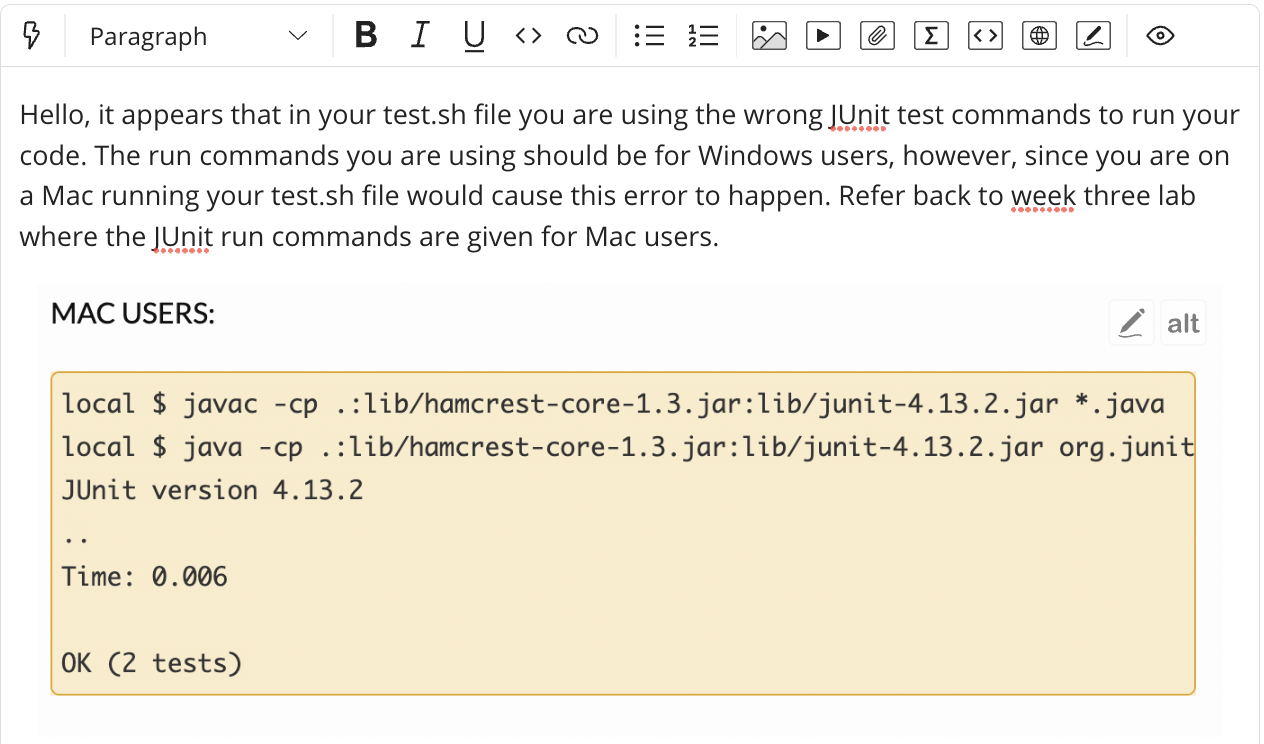 Paragraph
Hello, it appears that in your test.sh file you are using the wrong JUnit test commands to run your
code. The run commands you are using should be for Windows users, however, since you are on
a Mac running your test.sh file would cause this error to happen. Refer back to week three lab
where the JUnit run commands are given for Mac users.
MAC USERS:
alt
local $ javac -cp .:lib/hamcrest-core-1.3.jar:lib/junit-4.13.2.jar *.java
local $ java -cp .:lib/hamcrest-core-1.3.jar:lib/junit-4.13.2.jar org.junit
JUnit version 4.13.2
..
Time: 0.006
OK (2 tests)